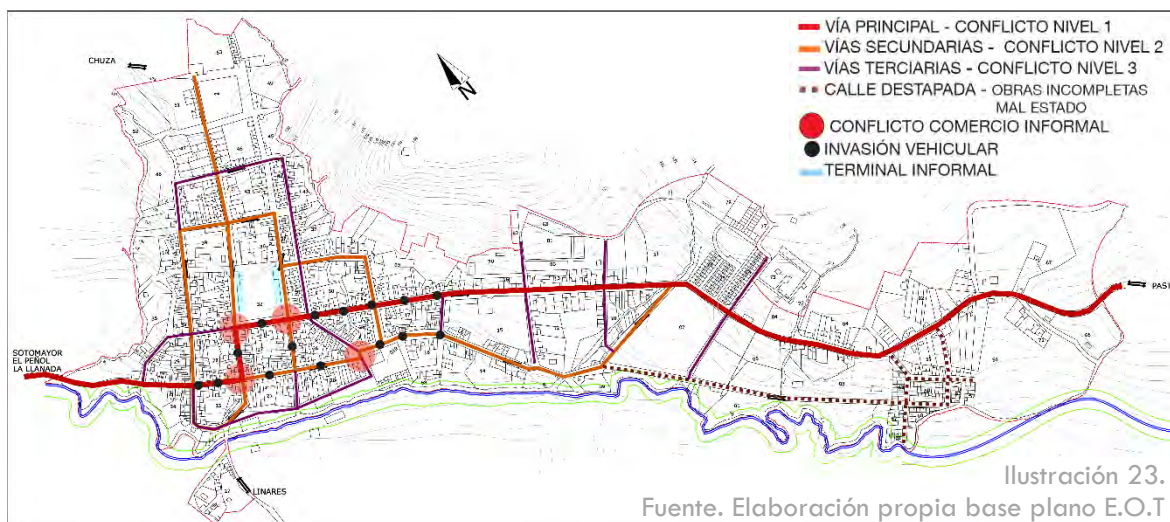 VÍA PRINCIPAL - CONFLICTO NIVEL 1
VÍAS SECUNDARIAS - CONFLICTO NIVEL 2
VÍAS TERCIARIAS - CONFLICTO NIVEL 3
CALLE DESTAPADA - OBRAS INCOMPLETAS
MAL ESTADO
CONFLICTO COMERCIO INFORMAL
INVASIÓN VEHICULAR
TERMINAL INFORMAL
CHUZA
N
PAS
SOTOMAYOR
EL PEÑOL
LA LLANADA
LINARES
Ilustración 23.
Fuente. Elaboración propia base plano E.O.T